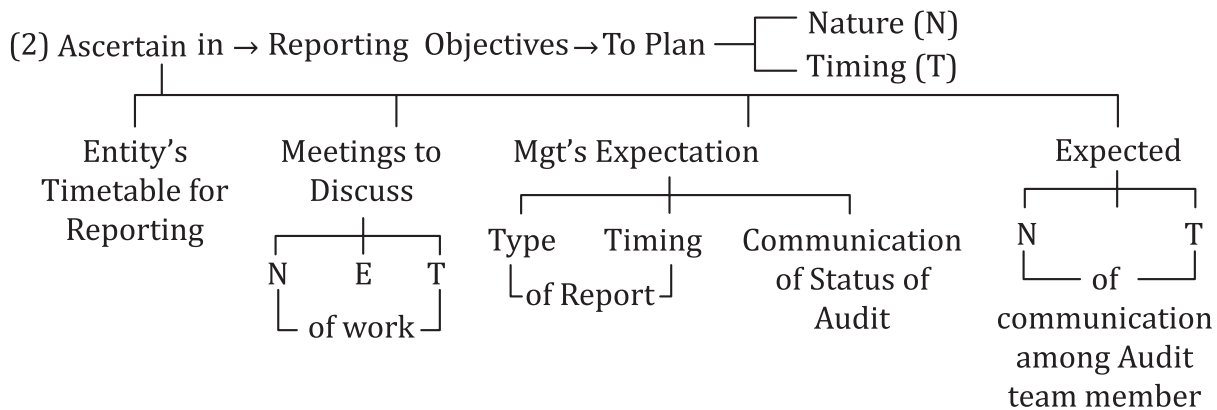 (2) Ascertain in → Reporting Objectives → To Plan
Nature (N)
Timing (T)
Entity’s
Timetable for
Reporting
Meetings to
Discuss
N E T
of work
Mgt’s Expectation
Type Timing
of Report
Communication
of Status of
Audit
Expected
N T
of
communication
among Audit
team member